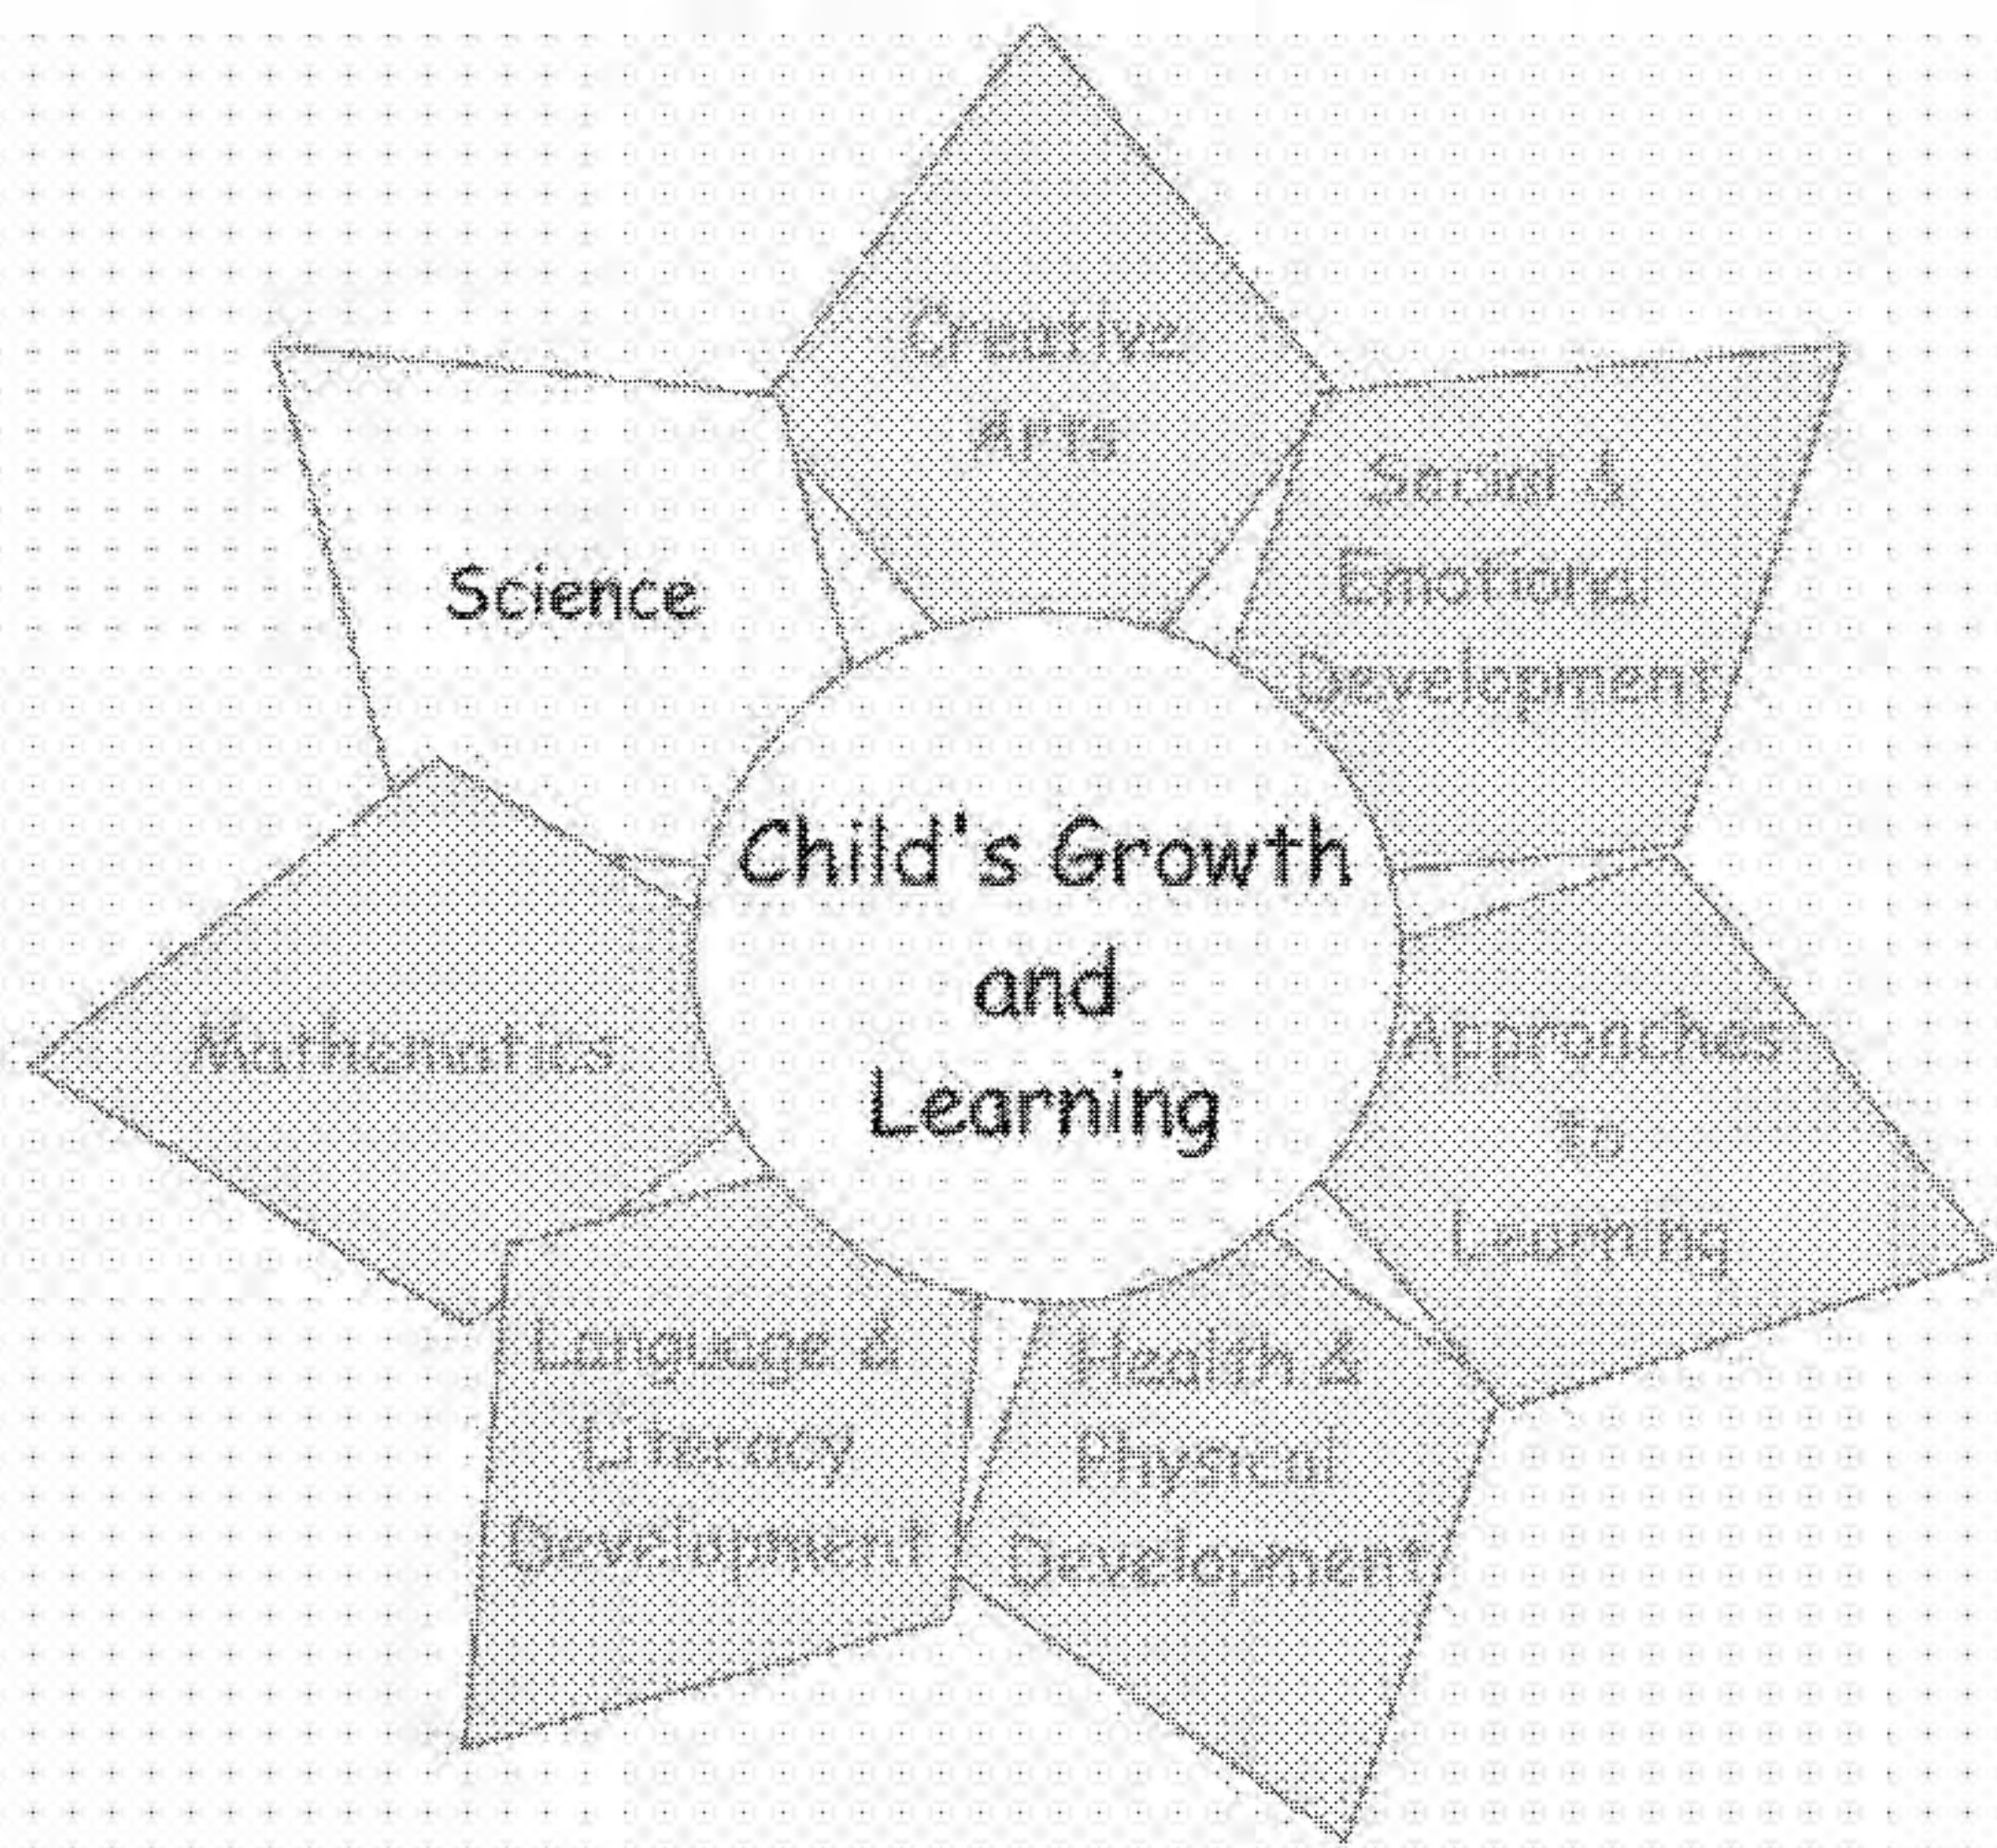 Creative
Arts
Social &
Emotional
Development
Science
Child's Growth
and
Learning
Mathematics
Approaches
to
Learning
Language &
Literacy
Development
Health &
Physical
Development